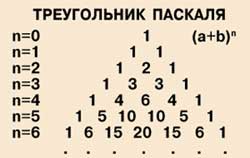 ТРЕУГОЛЬНИК ПАСКАЛЯ
n=0 1 (a+b)ⁿ
n=1 1 1
n=2 1 2 1
n=3 1 3 3 1
n=4 1 4 6 4 1
n=5 1 5 10 10 5 1
n=6 1 6 15 20 15 6 1
. . . . . . . .